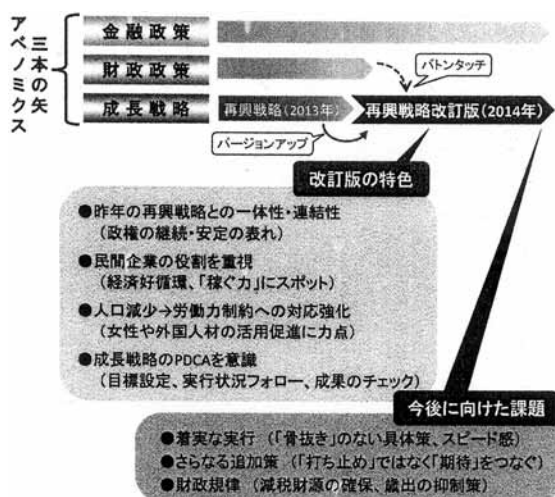 アベノミクス
三本の矢
金融政策
財政政策
バトンタッチ
成長戦略
再興戦略(2013年)
再興戦略改訂版(2014年)
バージョンアップ
改訂版の特色
●昨年の再興戦略との一体性・連結性
(政権の継続・安定の表れ)
●民間企業の役割を重視
(経済好循環、「稼ぐ力」にスポット)
●人口減少→労働力制約への対応強化
(女性や外国人材の活用促進に力点)
●成長戦略のPDCAを意識
(目標設定、実行状況フォロー、成果のチェック)
今後に向けた課題
●着実な実行(「骨抜き」のない具体策、スピード感)
●さらなる追加策(「打ち止め」ではなく「期待」をつなぐ)
●財政規律(減税財源の確保、歳出の抑制策)